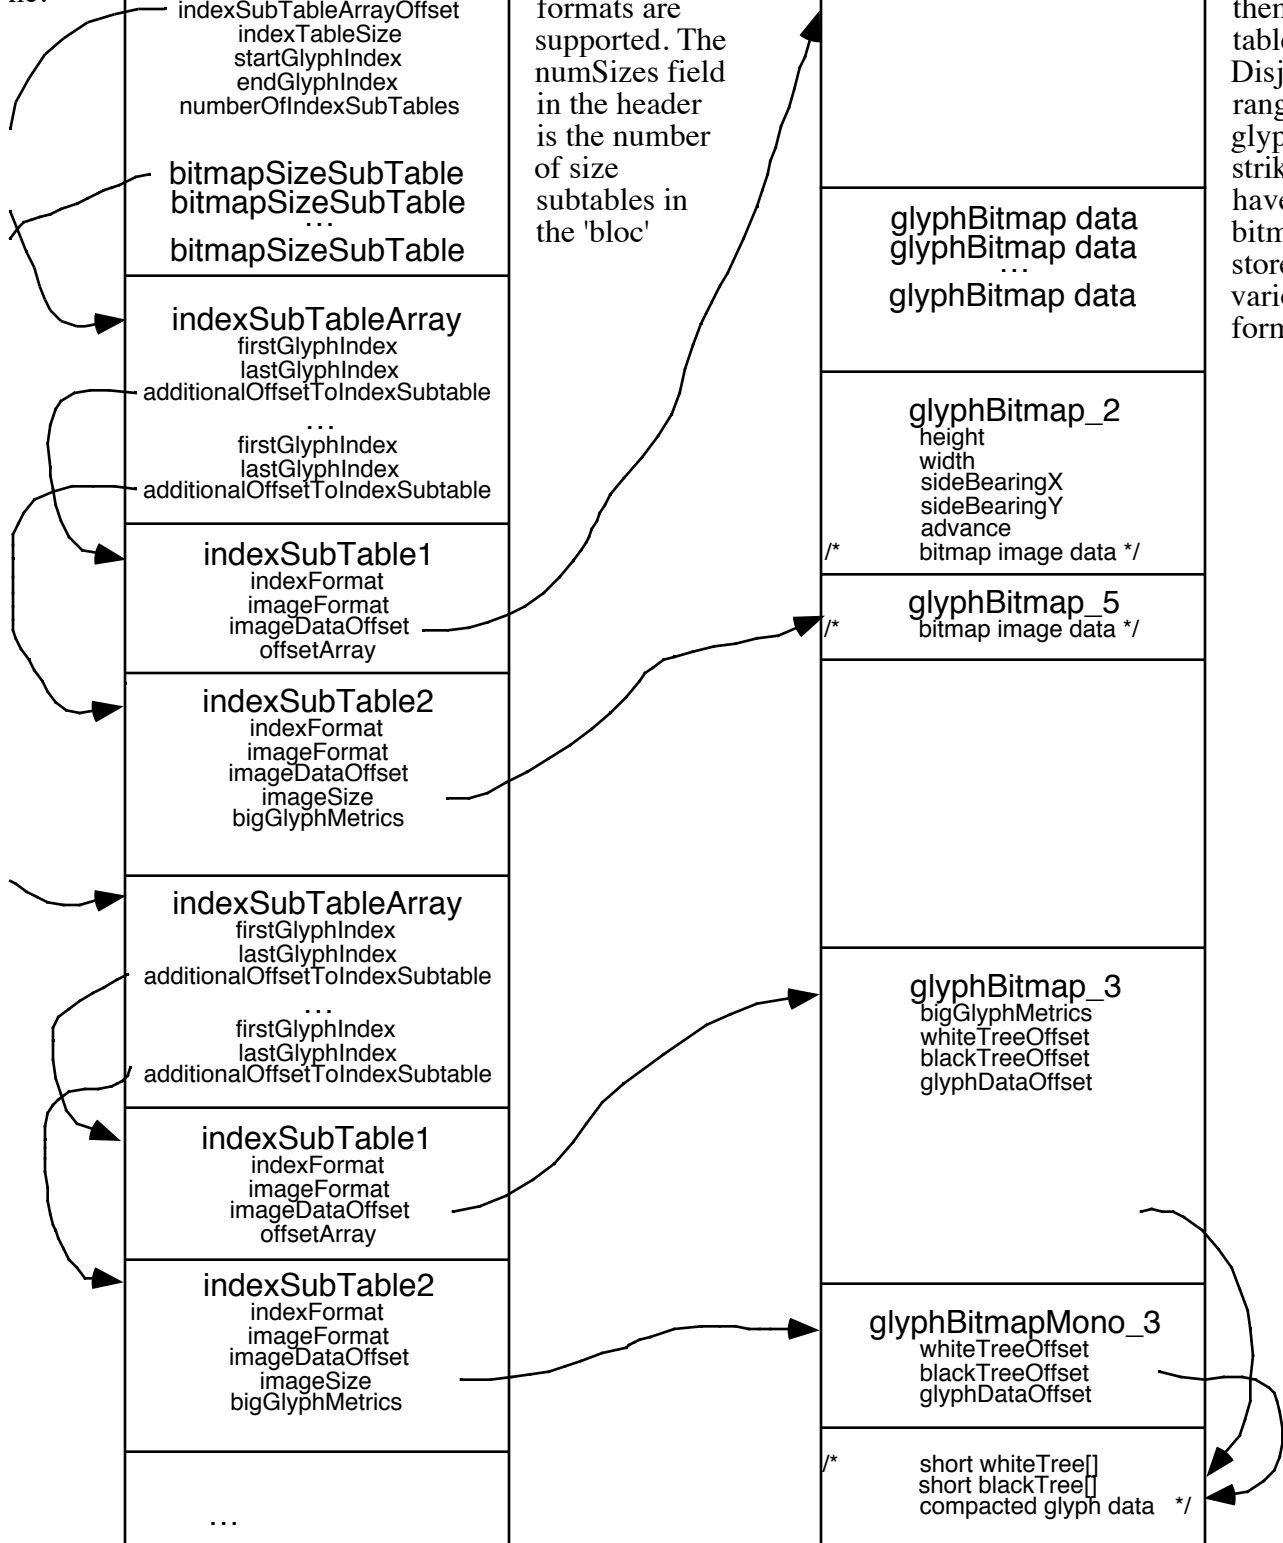 indexSubTableArrayOffset
indexTableSize
startGlyphIndex
endGlyphIndex
numberOfIndexSubTables
bitmapSizeSubTable
bitmapSizeSubTable
...
bitmapSizeSubTable
indexSubTableArray
firstGlyphIndex
lastGlyphIndex
additionalOffsetToIndexSubtable
...
firstGlyphIndex
lastGlyphIndex
additionalOffsetToIndexSubtable
indexSubTable1
indexFormat
imageFormat
imageDataOffset
offsetArray
indexSubTable2
indexFormat
imageFormat
imageDataOffset
imageSize
bigGlyphMetrics
indexSubTableArray
firstGlyphIndex
lastGlyphIndex
additionalOffsetToIndexSubtable
...
firstGlyphIndex
lastGlyphIndex
additionalOffsetToIndexSubtable
indexSubTable1
indexFormat
imageFormat
imageDataOffset
offsetArray
indexSubTable2
indexFormat
imageFormat
imageDataOffset
imageSize
bigGlyphMetrics
...
formats are
supported. The
numSizes field
in the header
is the number
of size
subtables in
the 'bloc'
glyphBitmap data
glyphBitmap data
...
glyphBitmap data
glyphBitmap_2
height
width
sideBearingX
sideBearingY
advance
/* bitmap image data */
glyphBitmap_5
/* bitmap image data */
glyphBitmap_3
bigGlyphMetrics
whiteTreeOffset
blackTreeOffset
glyphDataOffset
glyphBitmapMono_3
whiteTreeOffset
blackTreeOffset
glyphDataOffset
/* short whiteTree[]
short blackTree[]
compacted glyph data */